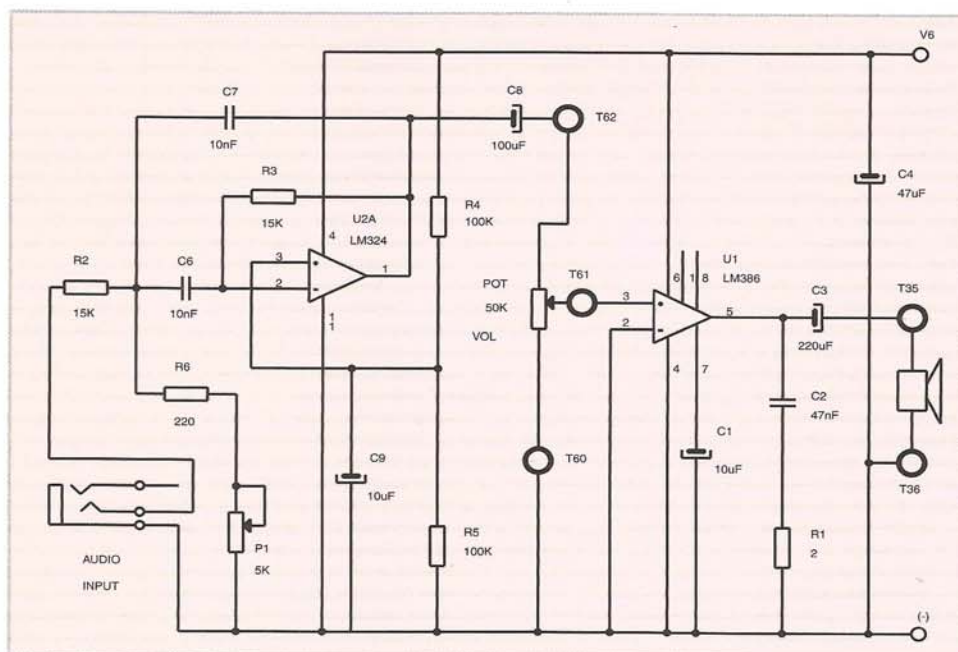 V6
C7
10nF
C8
100uF
T62
R3
15K
4
U2A
LM324
R4
100K
C4
47uF
3
2
1
R2
15K
C6
10nF
1
1
POT
50K
VOL
T61
3
2
6 1 8
U1
LM386
5
C3
220uF
T35
R6
220
4
7
C2
47nF
C9
10uF
T60
C1
10uF
T36
P1
5K
R5
100K
R1
2
AUDIO
INPUT
(-)
+
-
+
-